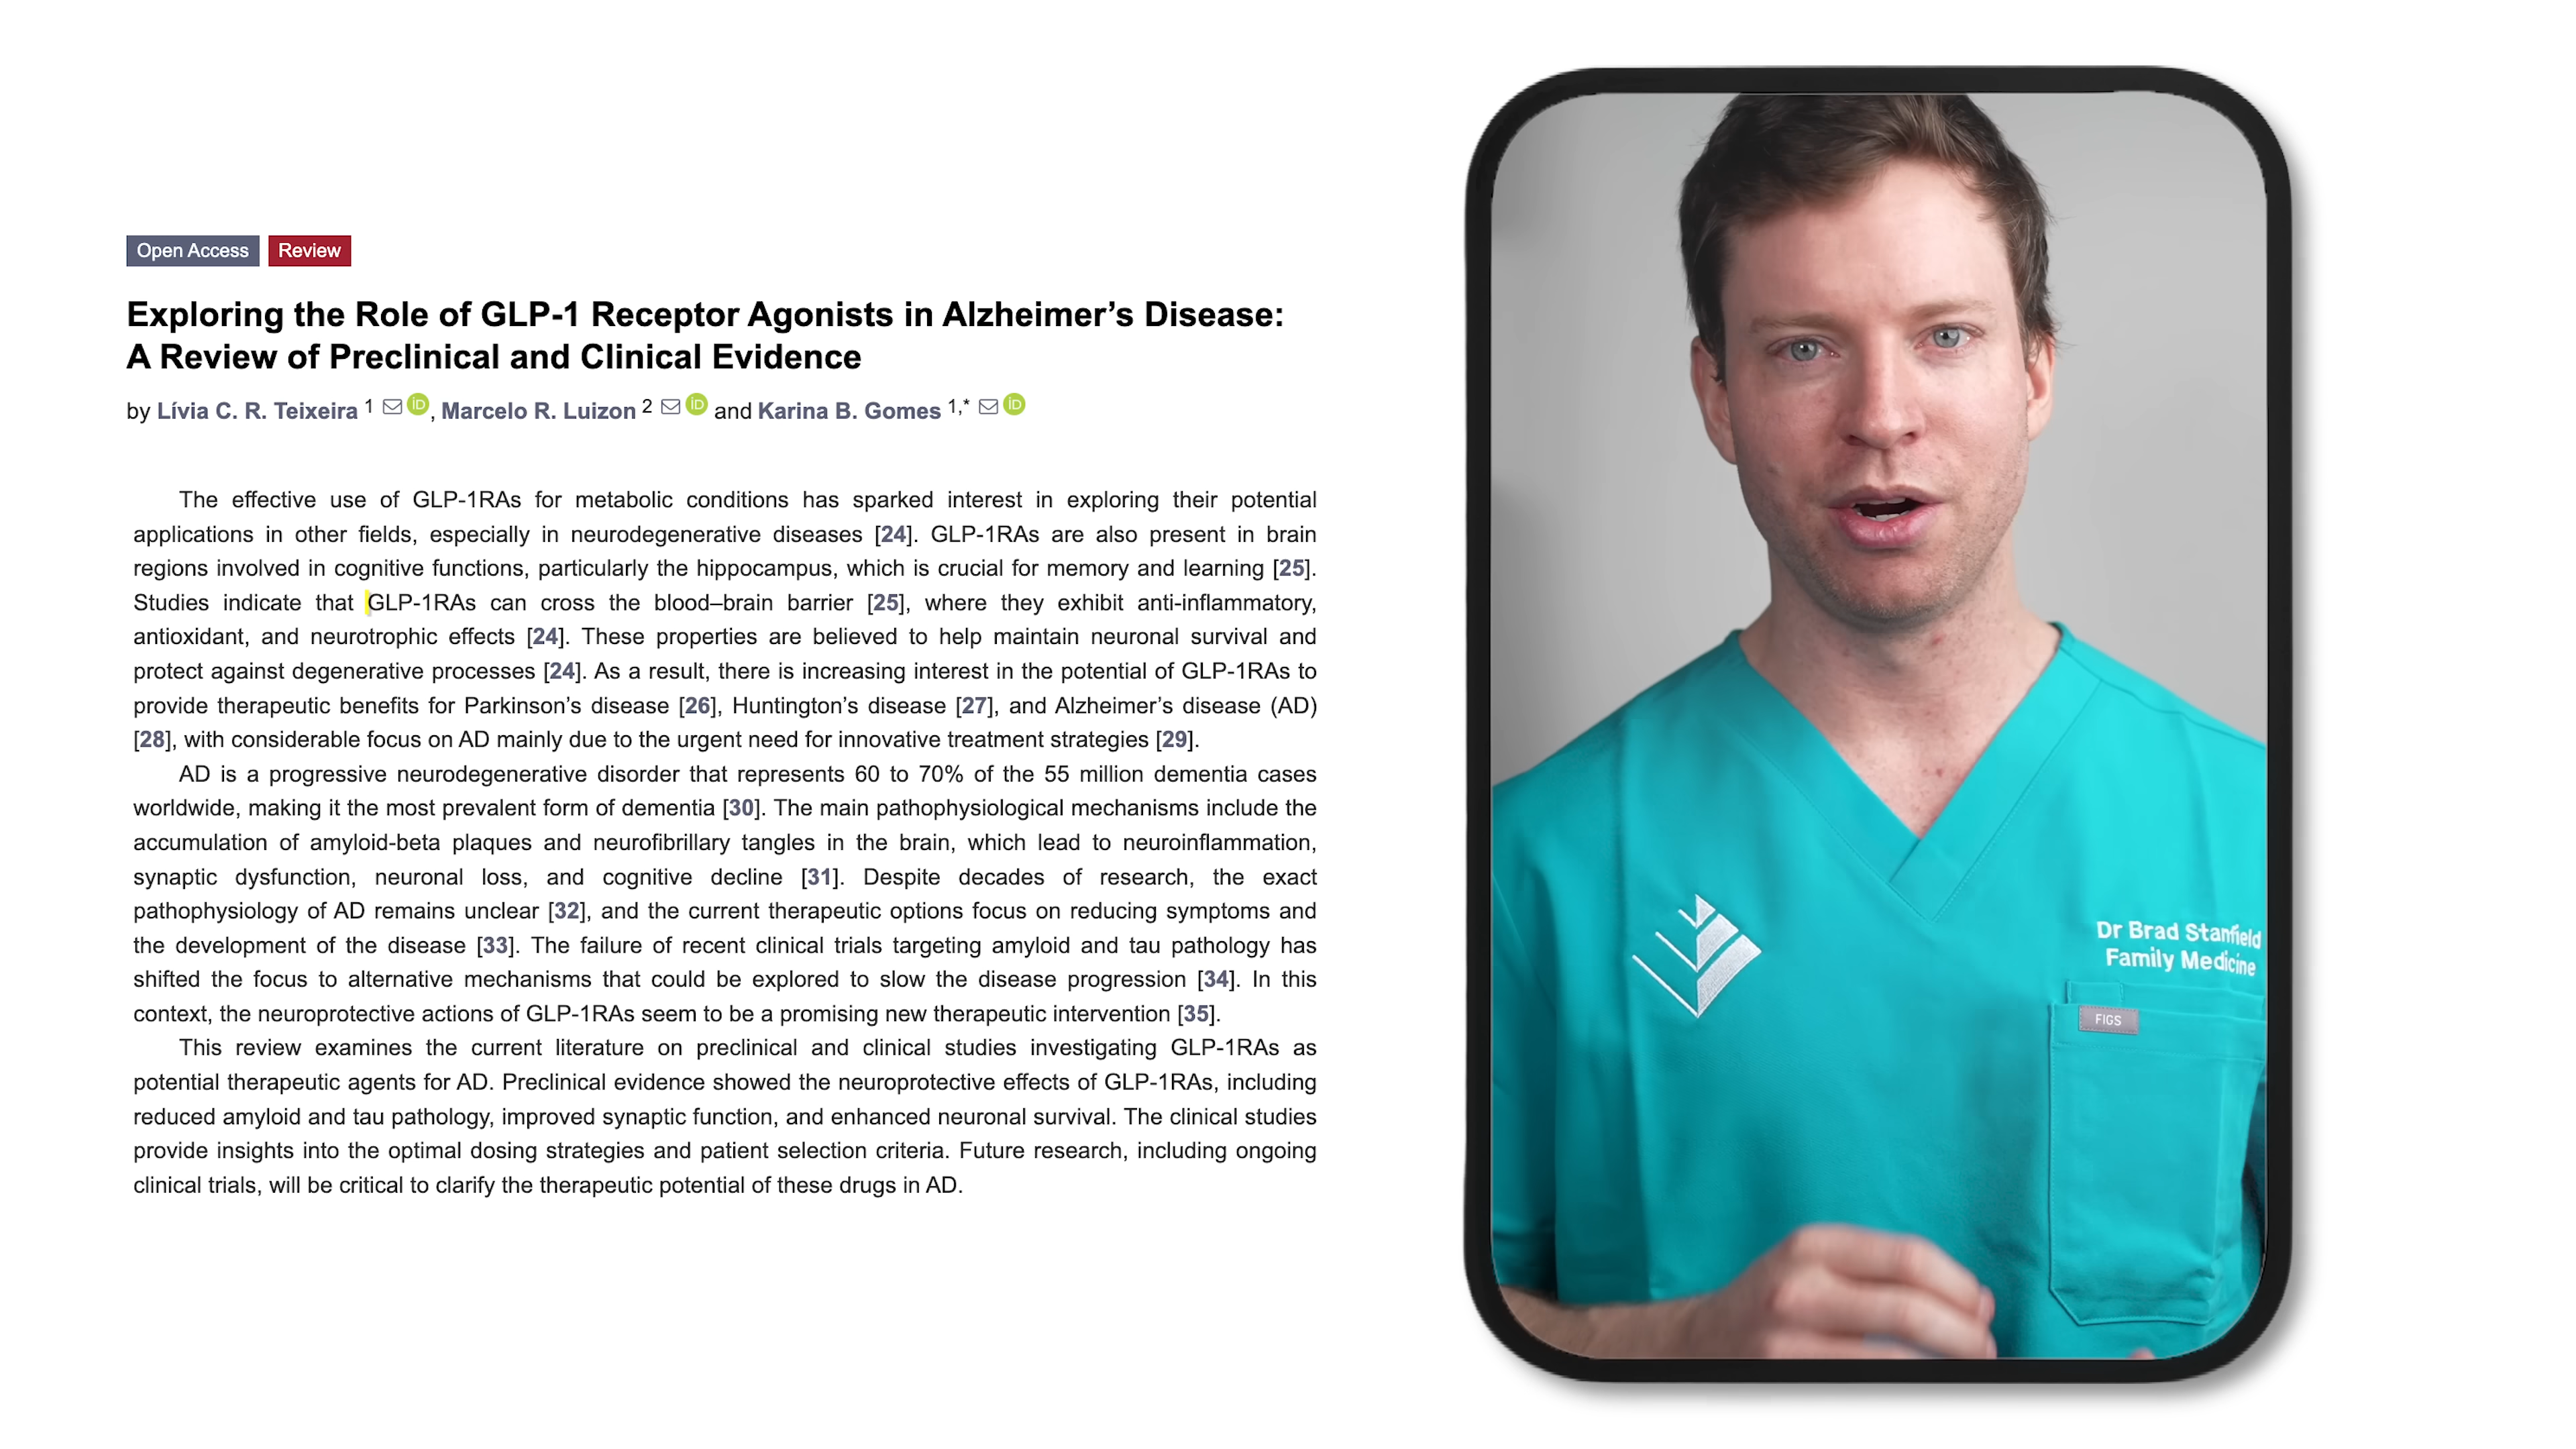 Open Access Review
Exploring the Role of GLP-1 Receptor Agonists in Alzheimer’s Disease:
A Review of Preclinical and Clinical Evidence
by Lívia C. R. Teixeira 1 iD, Marcelo R. Luizon 2 iD and Karina B. Gomes 1,* iD
The effective use of GLP-1RAs for metabolic conditions has sparked interest in exploring their potential
applications in other fields, especially in neurodegenerative diseases [24]. GLP-1RAs are also present in brain
regions involved in cognitive functions, particularly the hippocampus, which is crucial for memory and learning [25].
Studies indicate that GLP-1RAs can cross the blood–brain barrier [25], where they exhibit anti-inflammatory,
antioxidant, and neurotrophic effects [24]. These properties are believed to help maintain neuronal survival and
protect against degenerative processes [24]. As a result, there is increasing interest in the potential of GLP-1RAs to
provide therapeutic benefits for Parkinson’s disease [26], Huntington’s disease [27], and Alzheimer’s disease (AD)
[28], with considerable focus on AD mainly due to the urgent need for innovative treatment strategies [29].
AD is a progressive neurodegenerative disorder that represents 60 to 70% of the 55 million dementia cases
worldwide, making it the most prevalent form of dementia [30]. The main pathophysiological mechanisms include the
accumulation of amyloid-beta plaques and neurofibrillary tangles in the brain, which lead to neuroinflammation,
synaptic dysfunction, neuronal loss, and cognitive decline [31]. Despite decades of research, the exact
pathophysiology of AD remains unclear [32], and the current therapeutic options focus on reducing symptoms and
the development of the disease [33]. The failure of recent clinical trials targeting amyloid and tau pathology has
shifted the focus to alternative mechanisms that could be explored to slow the disease progression [34]. In this
context, the neuroprotective actions of GLP-1RAs seem to be a promising new therapeutic intervention [35].
This review examines the current literature on preclinical and clinical studies investigating GLP-1RAs as
potential therapeutic agents for AD. Preclinical evidence showed the neuroprotective effects of GLP-1RAs, including
reduced amyloid and tau pathology, improved synaptic function, and enhanced neuronal survival. The clinical studies
provide insights into the optimal dosing strategies and patient selection criteria. Future research, including ongoing
clinical trials, will be critical to clarify the therapeutic potential of these drugs in AD.
Dr Brad Stanfield
Family Medicine
FIGS